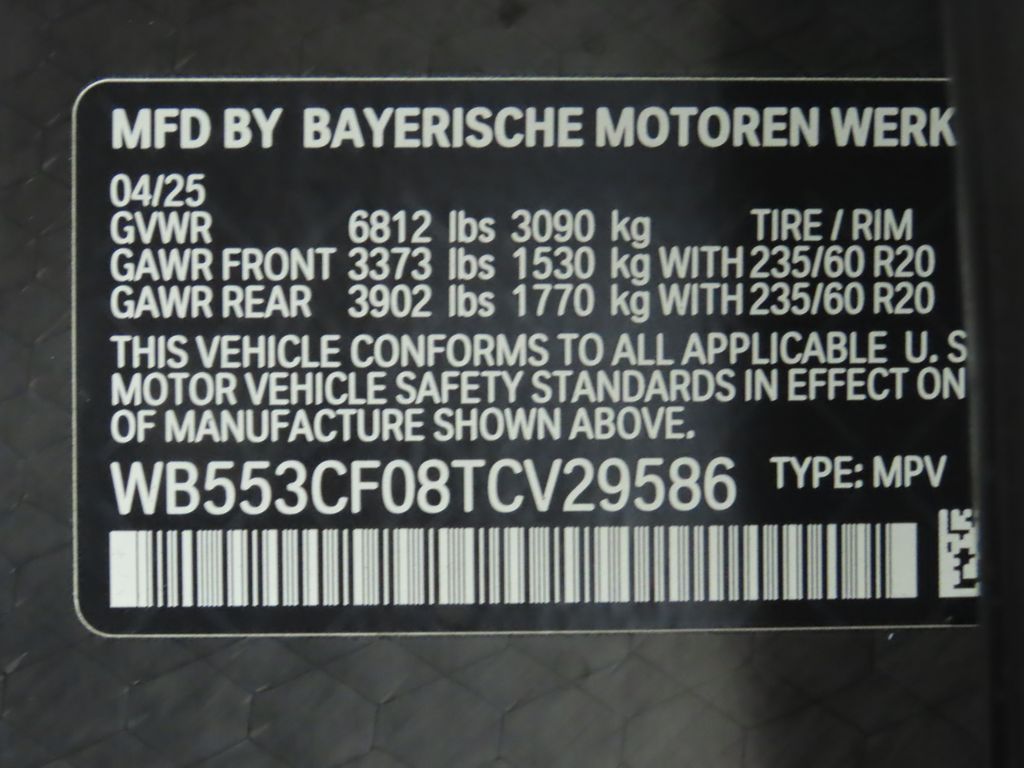 MFD BY BAYERISCHE MOTOREN WERK
04/25
GVWR 6812 lbs 3090 kg TIRE / RIM
GAWR FRONT 3373 lbs 1530 kg WITH 235/60 R20
GAWR REAR 3902 lbs 1770 kg WITH 235/60 R20
THIS VEHICLE CONFORMS TO ALL APPLICABLE U. S
MOTOR VEHICLE SAFETY STANDARDS IN EFFECT ON
OF MANUFACTURE SHOWN ABOVE.
WB553CF08TCV29586 TYPE: MPV